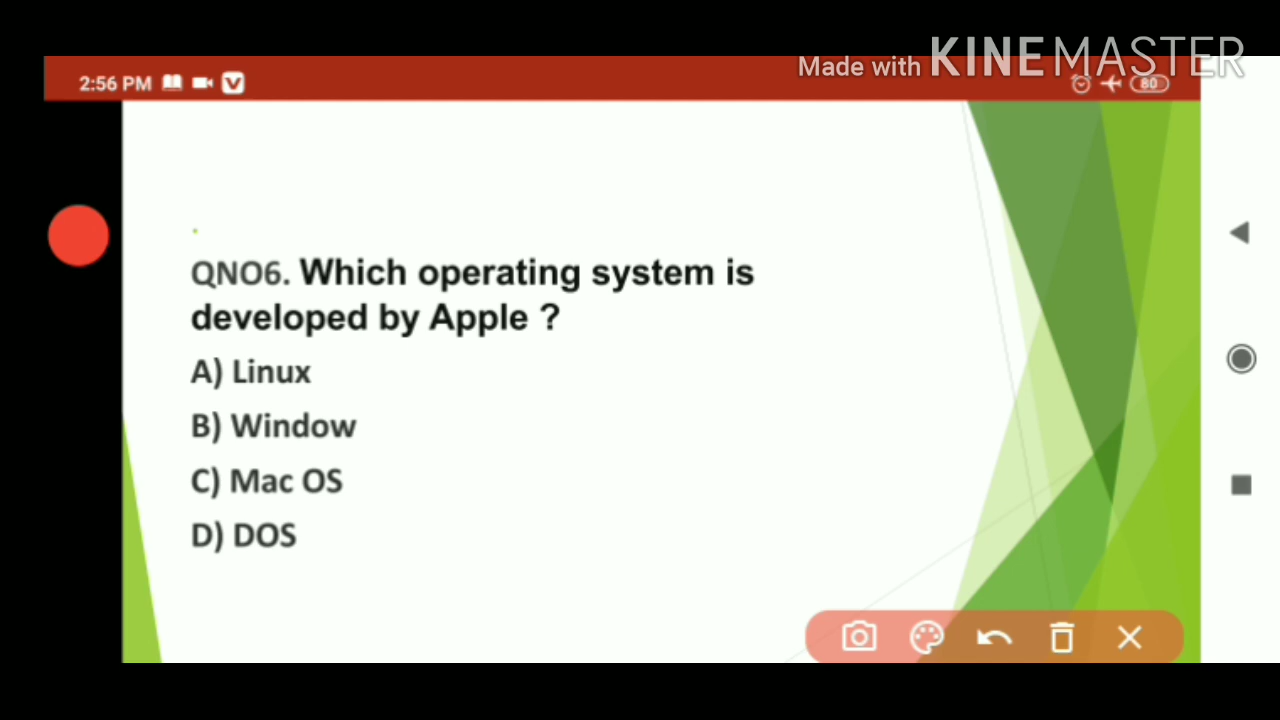 Made with KINEMASTER
2:56 PM
80
QNO6. Which operating system is
developed by Apple ?
A) Linux
B) Window
C) Mac OS
D) DOS